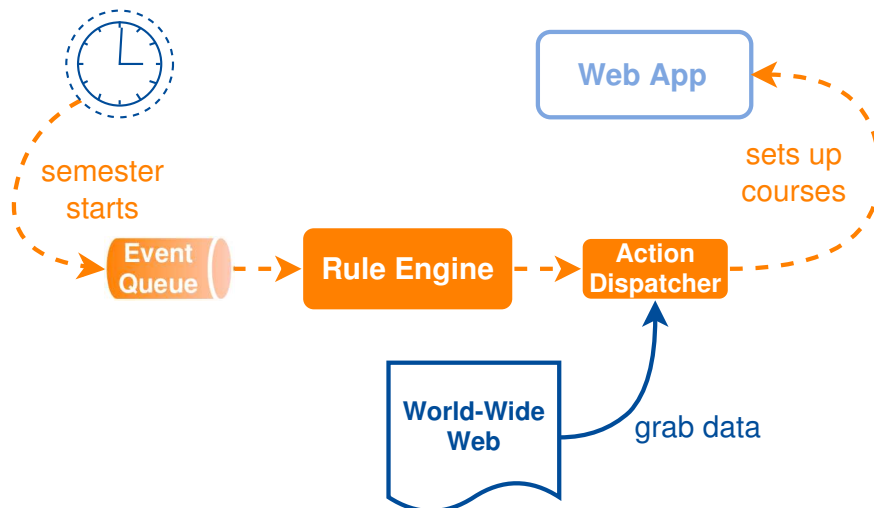 Web App
semester
starts
sets up
courses
Event
Queue
Rule Engine
Action
Dispatcher
World-Wide
Web
grab data